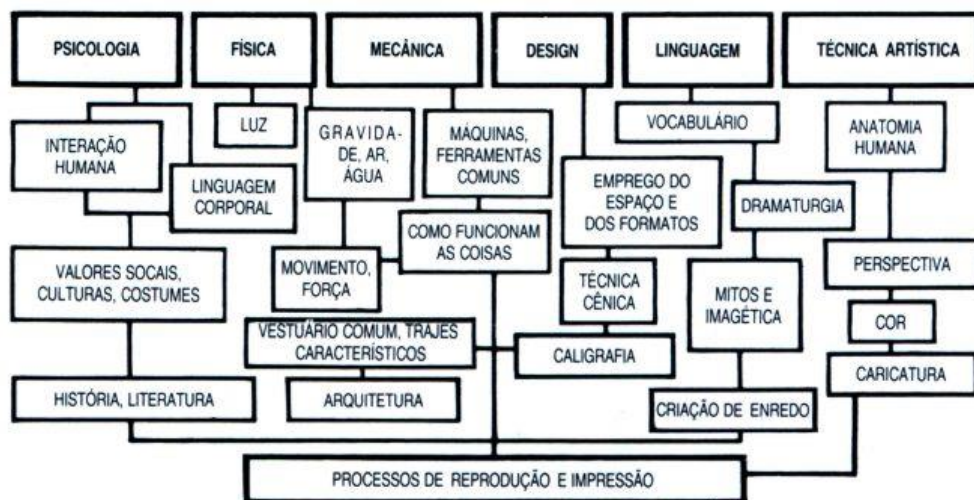 PSICOLOGIA
FÍSICA
MECÂNICA
DESIGN
LINGUAGEM
TÉCNICA ARTÍSTICA
INTERAÇÃO
HUMANA
LINGUAGEM
CORPORAL
VALORES SOCAIS,
CULTURAS, COSTUMES
HISTÓRIA, LITERATURA
LUZ
GRAVIDA-
DE, AR,
ÁGUA
MOVIMENTO,
FORÇA
VESTUÁRIO COMUM, TRAJES
CARACTERÍSTICOS
ARQUITETURA
MÁQUINAS,
FERRAMENTAS
COMUNS
COMO FUNCIONAM
AS COISAS
EMPREGO DO
ESPAÇO E
DOS FORMATOS
TÉCNICA
CÊNICA
CALIGRAFIA
VOCABULÁRIO
DRAMATURGIA
MITOS E
IMAGÉTICA
CRIAÇÃO DE ENREDO
ANATOMIA
HUMANA
PERSPECTIVA
COR
CARICATURA
PROCESSOS DE REPRODUÇÃO E IMPRESSÃO